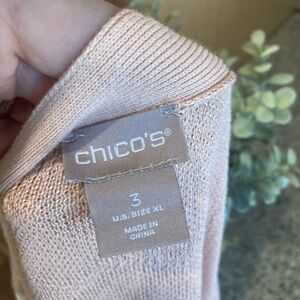 chico's®
3
U.S. SIZE XL
MADE IN
CHINA